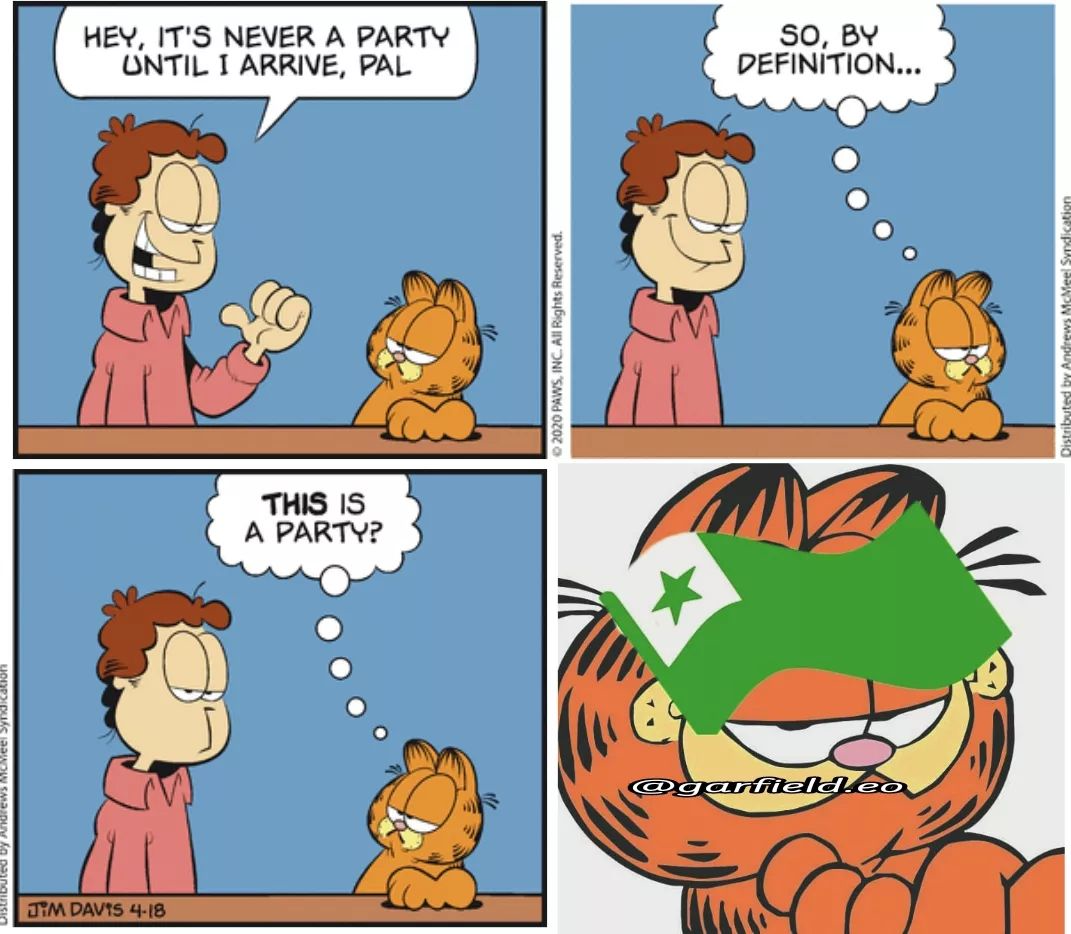 HEY, IT'S NEVER A PARTY
UNTIL I ARRIVE, PAL
© 2020 PAWS, INC. All Rights Reserved.
SO, BY
DEFINITION...
Distributed by Andrews McMeel Syndication
THIS IS
A PARTY?
Distributed by Andrews McMeel Syndication
JIM DAVIS 4-18
@garfield.eo